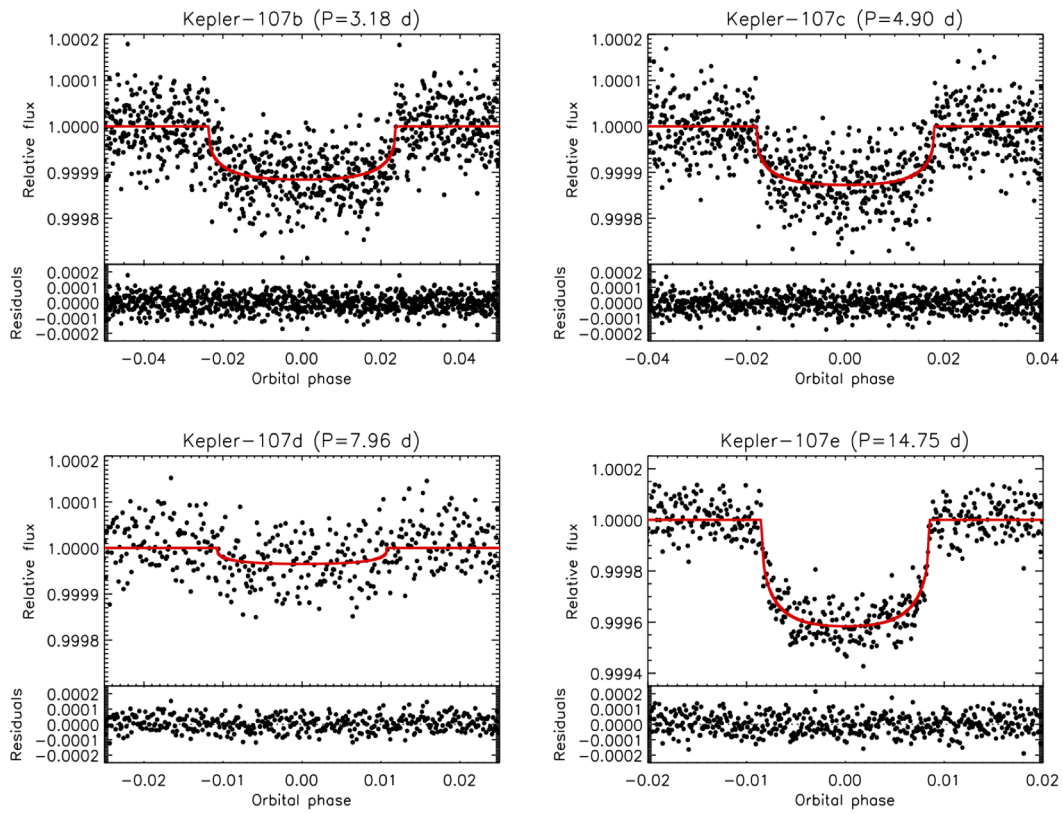 Kepler-107b (P=3.18 d)
1.0002
1.0001
1.0000
0.9999
0.9998
Relative flux
0.0002
0.0001
0.0000
-0.0001
-0.0002
Residuals
-0.04 -0.02 0.00 0.02 0.04
Orbital phase
Kepler-107c (P=4.90 d)
1.0002
1.0001
1.0000
0.9999
0.9998
Relative flux
0.0002
0.0001
0.0000
-0.0001
-0.0002
Residuals
-0.04 -0.02 0.00 0.02 0.04
Orbital phase
Kepler-107d (P=7.96 d)
1.0002
1.0001
1.0000
0.9999
0.9998
Relative flux
0.0002
0.0001
0.0000
-0.0001
-0.0002
Residuals
-0.02 -0.01 0.00 0.01 0.02
Orbital phase
Kepler-107e (P=14.75 d)
1.0002
1.0000
0.9998
0.9996
0.9994
Relative flux
0.0002
0.0001
0.0000
-0.0001
-0.0002
Residuals
-0.02 -0.01 0.00 0.01 0.02
Orbital phase